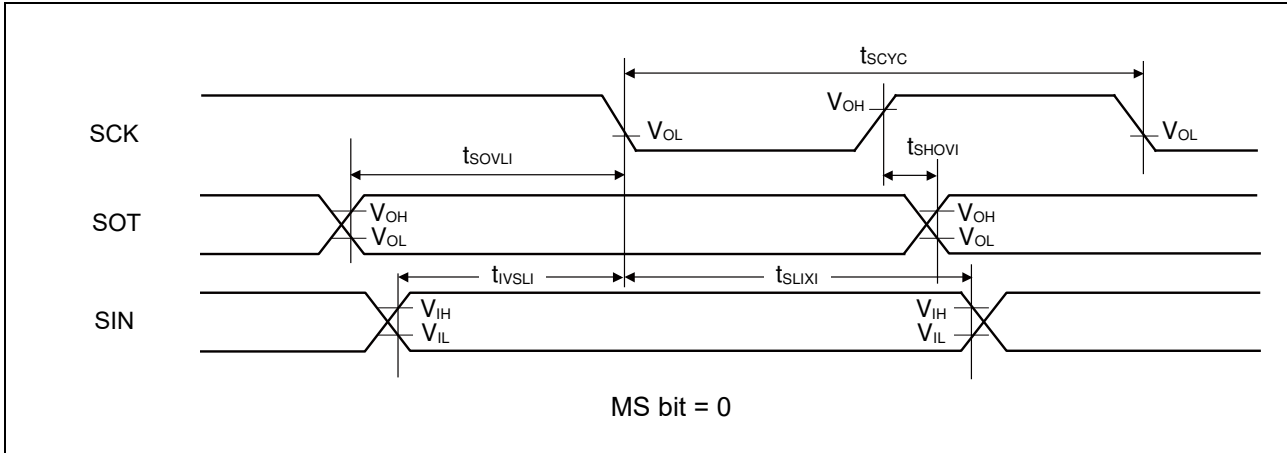 tSCYC
SCK
VOH
VOL
VOL
tSHOVI
tSOVLI
SOT
VOH
VOL
VOH
VOL
tIVSLI
tSLIXI
SIN
VIH
VIL
VIH
VIL
MS bit = 0